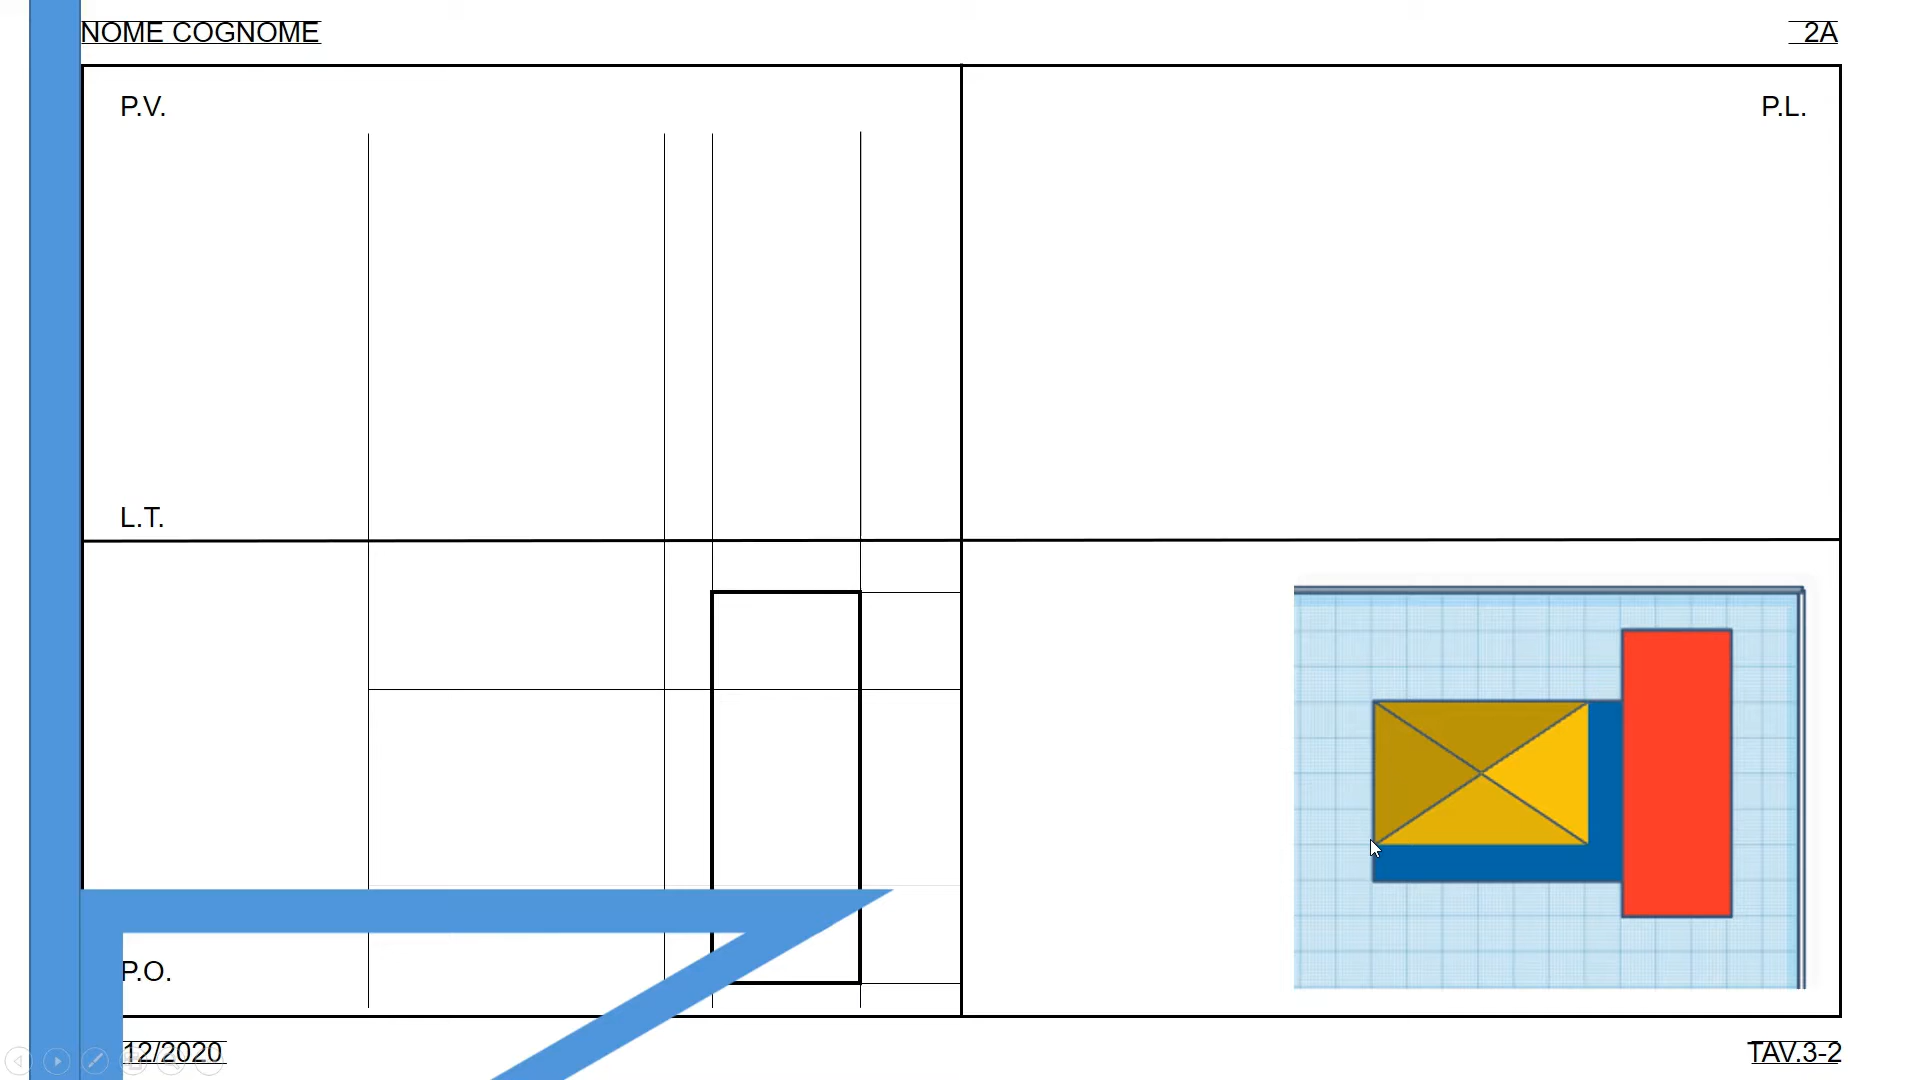 NOME COGNOME
2A
P.V.
P.L.
L.T.
P.O.
12/2020
TAV.3-2